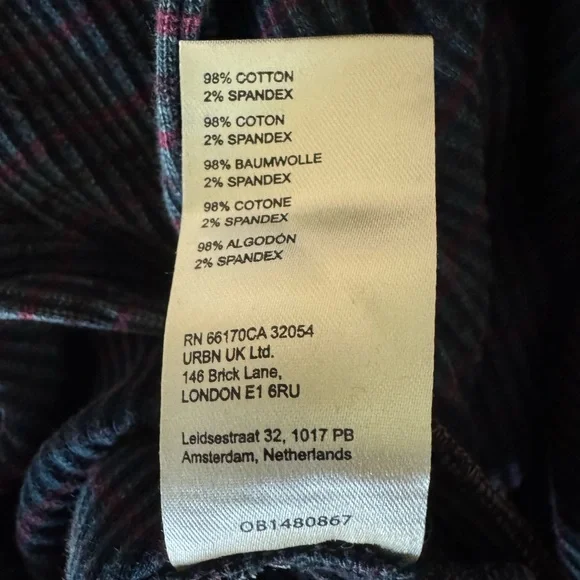 98% COTTON
2% SPANDEX
98% COTON
2% SPANDEX
98% BAUMWOLLE
2% SPANDEX
98% COTONE
2% SPANDEX
98% ALGODÓN
2% SPANDEX
RN 66170CA 32054
URBN UK Ltd.
146 Brick Lane,
LONDON E1 6RU
Leidsestraat 32, 1017 PB
Amsterdam, Netherlands
OB1480867